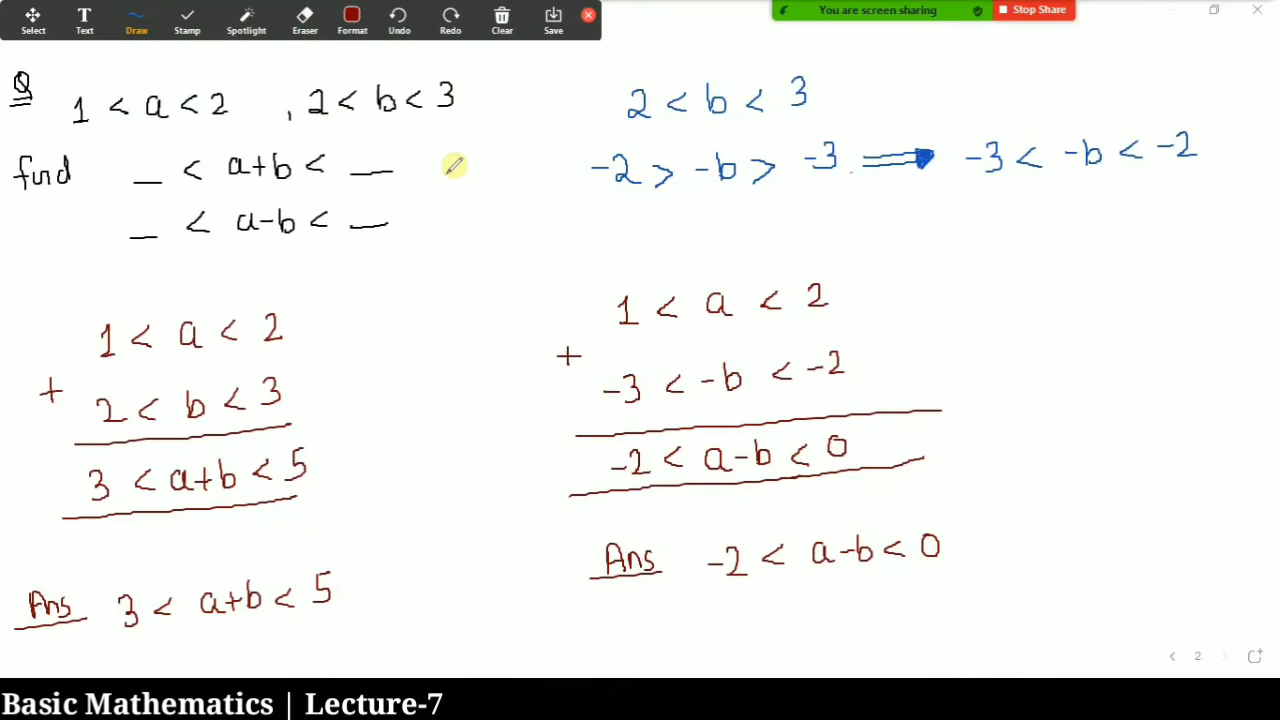 Select Text Draw Stamp Spotlight Eraser Format Undo Redo Clear Save
You are screen sharing Stop Share
Q 1 < a < 2 , 2 < b < 3
find _ < a+b < _
_ < a-b < _
2 < b < 3
-2 > -b > -3 ⟹ -3 < -b < -2
1 < a < 2
+ 2 < b < 3
3 < a+b < 5
Ans 3 < a+b < 5
1 < a < 2
+ -3 < -b < -2
-2 < a-b < 0
Ans -2 < a-b < 0
< 2 >
Basic Mathematics | Lecture-7